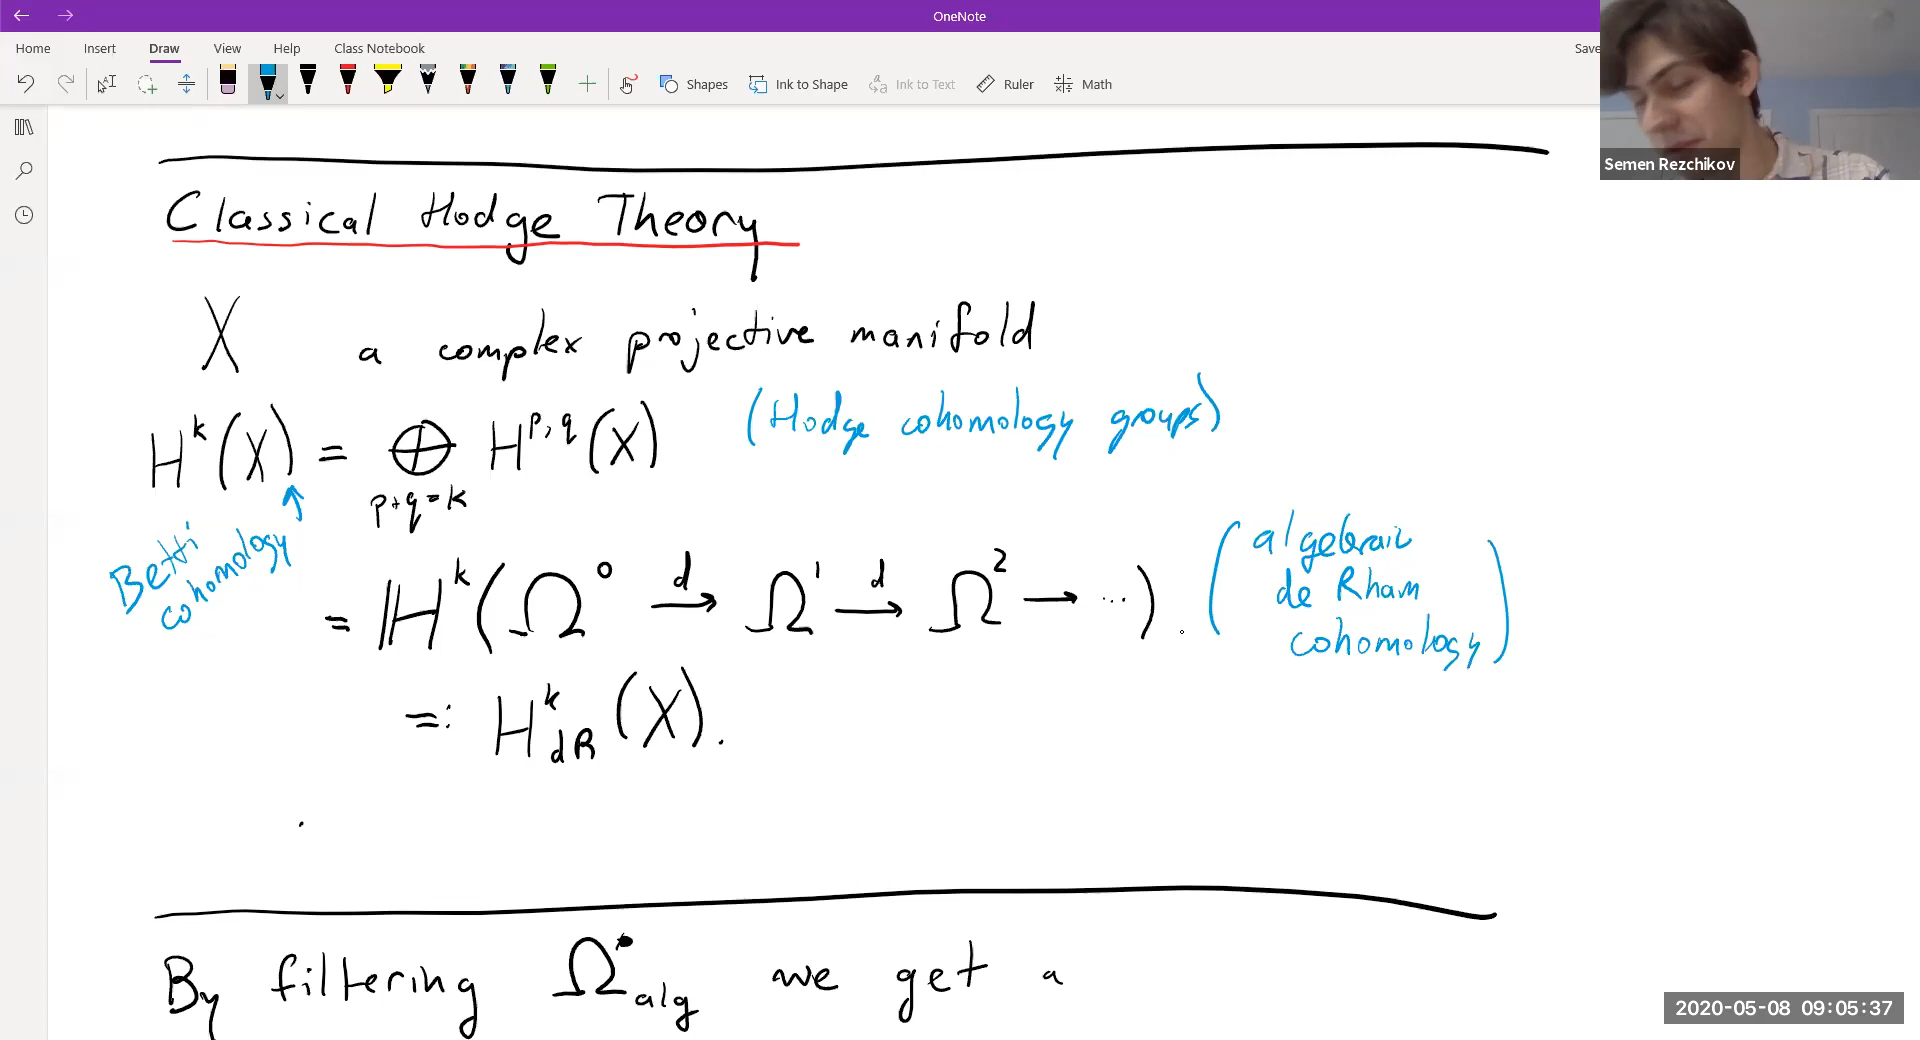 OneNote
Home Insert Draw View Help Class Notebook Save
Shapes Ink to Shape Ink to Text Ruler Math
Semen Rezchikov
Classical Hodge Theory
X a complex projective manifold
H^k(X) = ⊕_{p+q=k} H^{p,q}(X) (Hodge cohomology groups)
Betti
cohomology
= ℍ^k(Ω^0 →^d Ω^1 →^d Ω^2 → ...).
(algebraic
de Rham
cohomology)
=: H^k_{dR}(X).
By filtering Ω^•_{alg} we get a
2020-05-08 09:05:37